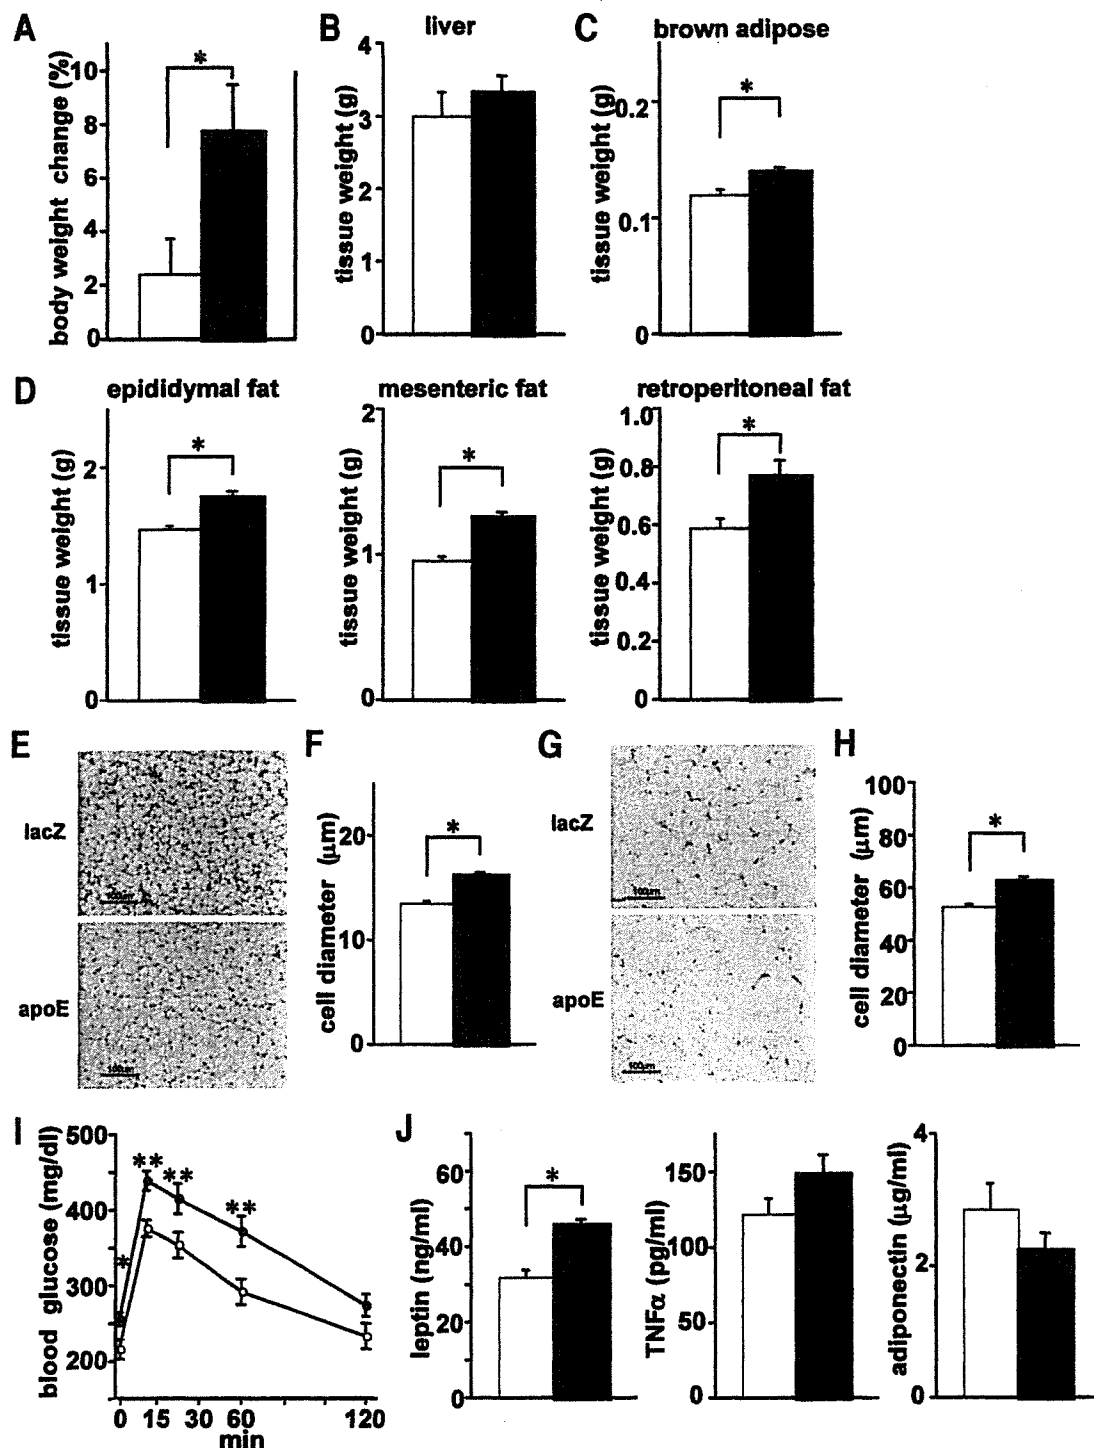 A
body weight change (%)
10
8
6
4
2
0
*
B
liver
tissue weight (g)
4
3
2
1
0
C
brown adipose
tissue weight (g)
0.2
0.1
0
*
D
epididymal fat
tissue weight (g)
2
1
0
*
mesenteric fat
tissue weight (g)
2
1
0
*
retroperitoneal fat
tissue weight (g)
1.0
0.8
0.6
0.4
0.2
0
*
E
lacZ
100μm
apoE
100μm
F
cell diameter (μm)
20
10
0
*
G
lacZ
100μm
apoE
100μm
H
cell diameter (μm)
100
80
60
40
20
0
*
I
blood glucose (mg/dl)
500
400
300
200
*
**
**
**
0 15 30 60 120
min
J
leptin (ng/ml)
60
40
20
0
*
TNFα (pg/ml)
150
100
50
0
adiponectin (μg/ml)
4
2
0